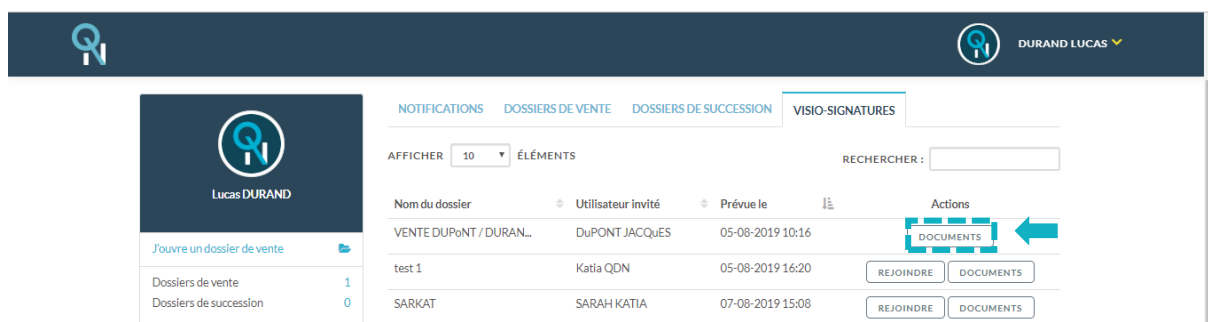 QN
QN DURAND LUCAS
NOTIFICATIONS DOSSIERS DE VENTE DOSSIERS DE SUCCESSION VISIO-SIGNATURES
QN
AFFICHER 10 ÉLÉMENTS RECHERCHER :
Lucas DURAND
Nom du dossier Utilisateur invité Prévue le Actions
VENTE DUPoNT / DURAN... DuPONT JACQuES 05-08-2019 10:16 DOCUMENTS
J'ouvre un dossier de vente
test 1 Katia QDN 05-08-2019 16:20 REJOINDRE DOCUMENTS
Dossiers de vente 1
Dossiers de succession 0
SARKAT SARAH KATIA 07-08-2019 15:08 REJOINDRE DOCUMENTS